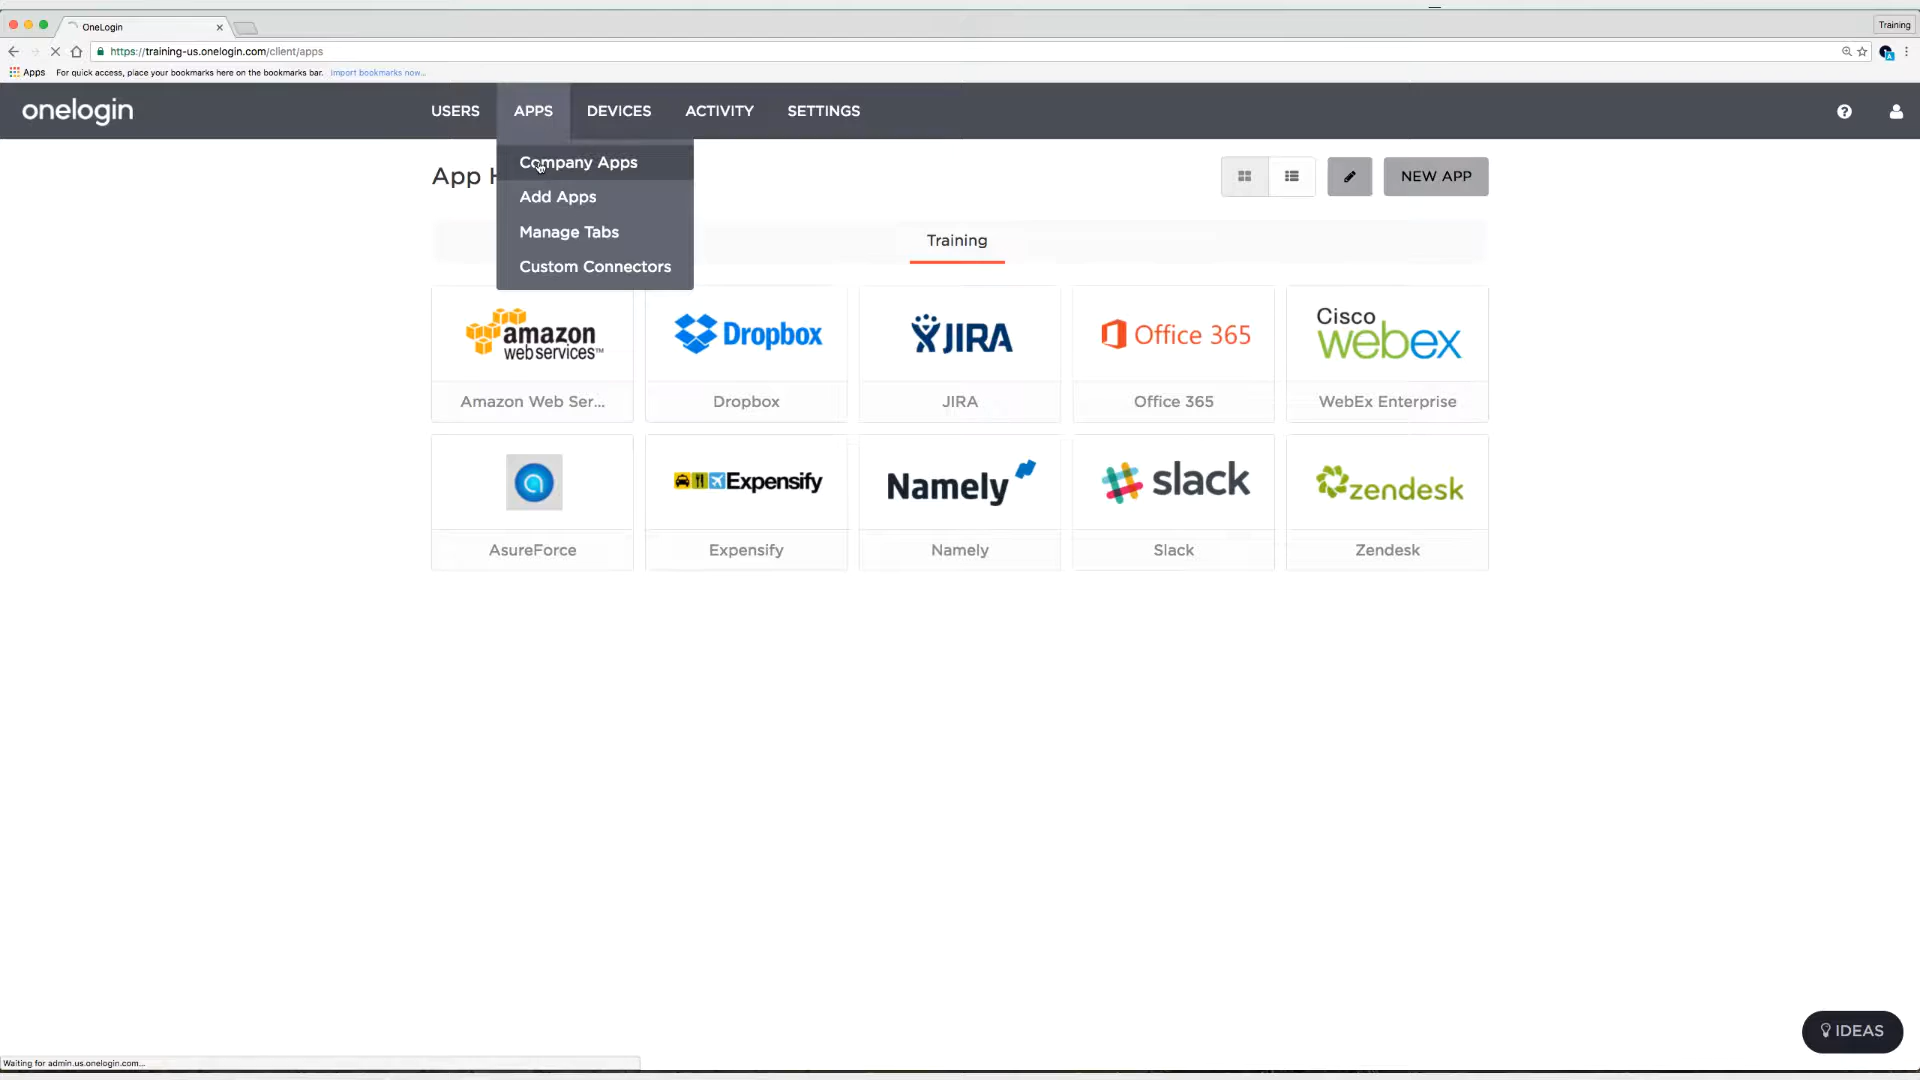 OneLogin
Training
https://training-us.onelogin.com/client/apps
Apps For quick access, place your bookmarks here on the bookmarks bar. Import bookmarks now...
onelogin
USERS APPS DEVICES ACTIVITY SETTINGS
Company Apps
Add Apps
Manage Tabs
Custom Connectors
App H
NEW APP
Training
amazon
webservices™
Dropbox
JIRA
Office 365
Cisco
webex
Amazon Web Ser... Dropbox JIRA Office 365 WebEx Enterprise
Expensify
Namely
slack
zendesk
AsureForce Expensify Namely Slack Zendesk
IDEAS
Waiting for admin.us.onelogin.com...